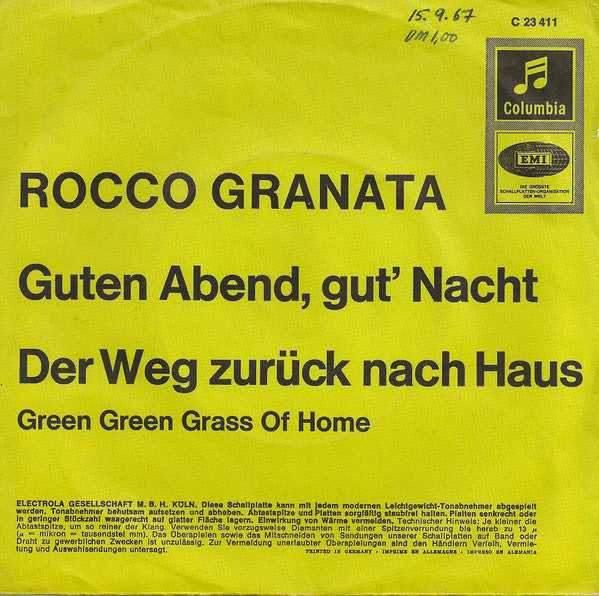 15.9.67
DM 1,00
C 23 411
Columbia
EMI
DIE GRÖSSTE
SCHALLPLATTEN-ORGANISATION
DER WELT
ROCCO GRANATA
Guten Abend, gut’ Nacht
Der Weg zurück nach Haus
Green Green Grass Of Home
ELECTROLA GESELLSCHAFT M. B. H. KÖLN. Diese Schallplatte kann mit jedem modernen Leichtgewicht-Tonabnehmer abgespielt
werden. Tonabnehmer behutsam aufsetzen und abheben. Abtastspitze und Platten sorgfältig staubfrei halten. Platten senkrecht oder
in geringer Stückzahl waagerecht auf glatter Fläche lagern. Einwirkung von Wärme vermeiden. Technischer Hinweis: Je kleiner die
Abtastspitze, um so reiner der Klang. Verwenden Sie vorzugsweise Diamanten mit einer Spitzenverrundung bis herab zu 13 µ
(µ = mikron = tausendstel mm). Das Überspielen sowie das Mitschneiden von Sendungen unserer Schallplatten auf Band oder
Draht zu gewerblichen Zwecken ist unzulässig. Zur Vermeidung unerlaubter Überspielungen sind den Händlern Verleih, Vermie-
tung und Auswahlsendungen untersagt.
PRINTED IN GERMANY · IMPRIMÉ EN ALLEMAGNE · IMPRESO EN ALEMANIA